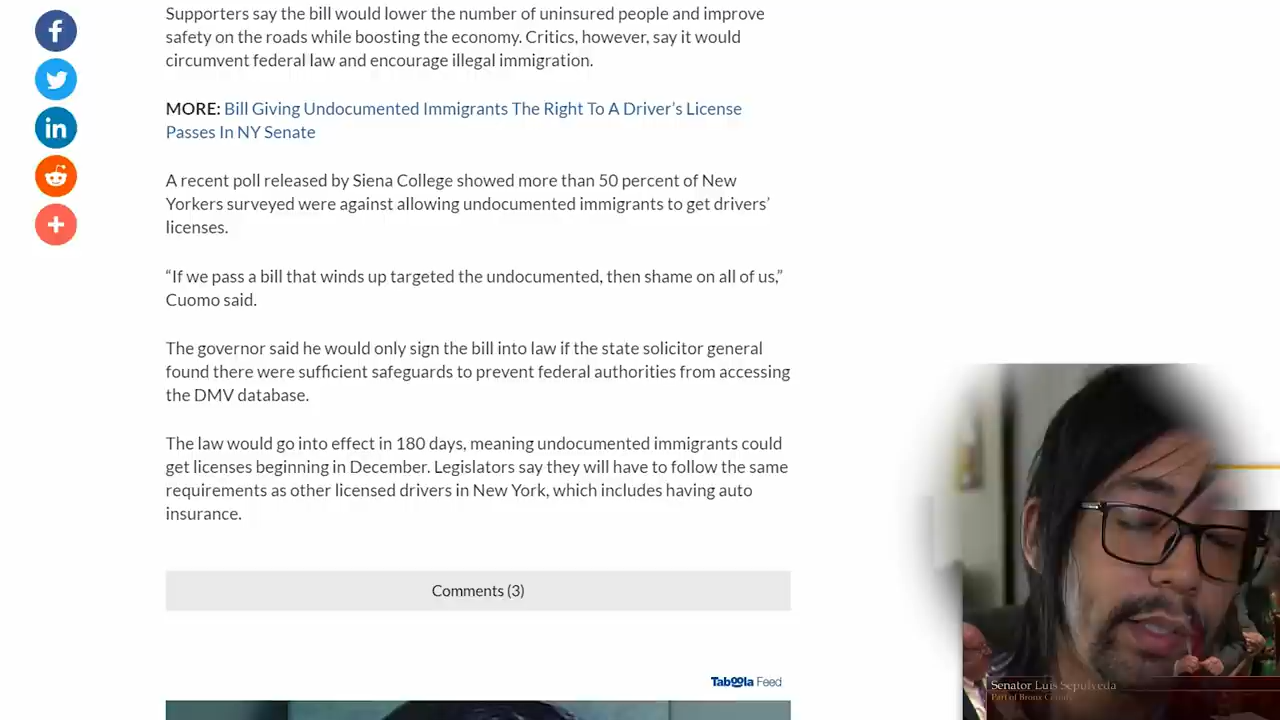 Supporters say the bill would lower the number of uninsured people and improve
safety on the roads while boosting the economy. Critics, however, say it would
circumvent federal law and encourage illegal immigration.
MORE: Bill Giving Undocumented Immigrants The Right To A Driver’s License
Passes In NY Senate
A recent poll released by Siena College showed more than 50 percent of New
Yorkers surveyed were against allowing undocumented immigrants to get drivers’
licenses.
“If we pass a bill that winds up targeted the undocumented, then shame on all of us,”
Cuomo said.
The governor said he would only sign the bill into law if the state solicitor general
found there were sufficient safeguards to prevent federal authorities from accessing
the DMV database.
The law would go into effect in 180 days, meaning undocumented immigrants could
get licenses beginning in December. Legislators say they will have to follow the same
requirements as other licensed drivers in New York, which includes having auto
insurance.
Comments (3)
Taboola Feed
Senator Luis Sepulveda
Part of Bronx County